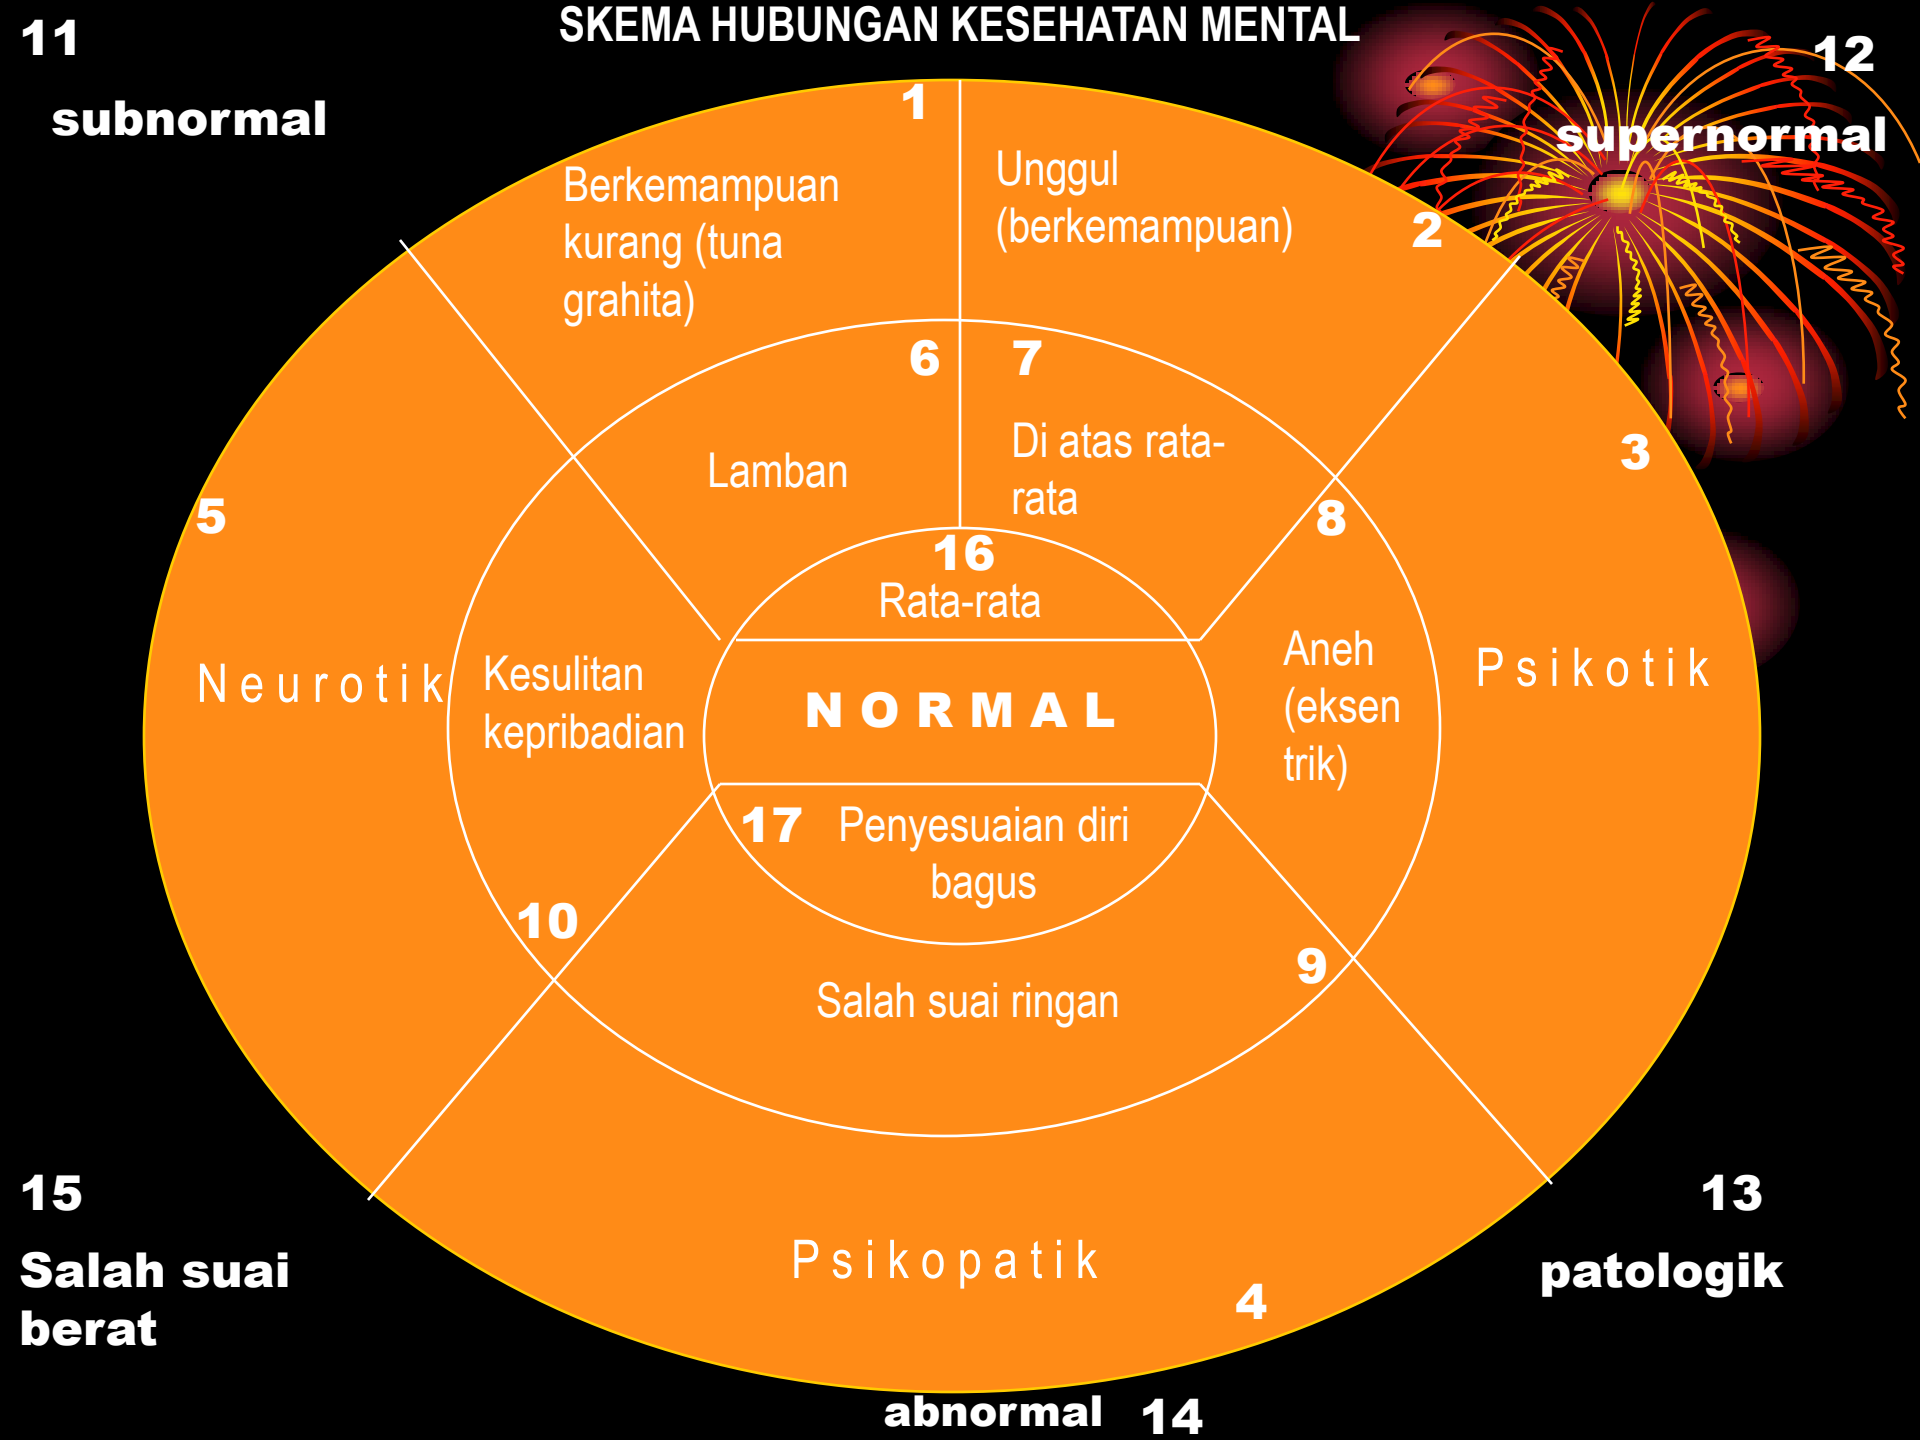 SKEMA HUBUNGAN KESEHATAN MENTAL
11
subnormal
12
supernormal
1
Berkemampuan
kurang (tuna
grahita)
Unggul
(berkemampuan)
2
6
Lamban
7
Di atas rata-
rata
3
8
5
16
Rata-rata
N e u r o t i k
Kesulitan
kepribadian
N O R M A L
Aneh
(eksen
trik)
P s i k o t i k
17
Penyesuaian diri
bagus
10
9
Salah suai ringan
15
Salah suai
berat
13
patologik
P s i k o p a t i k
4
abnormal
14